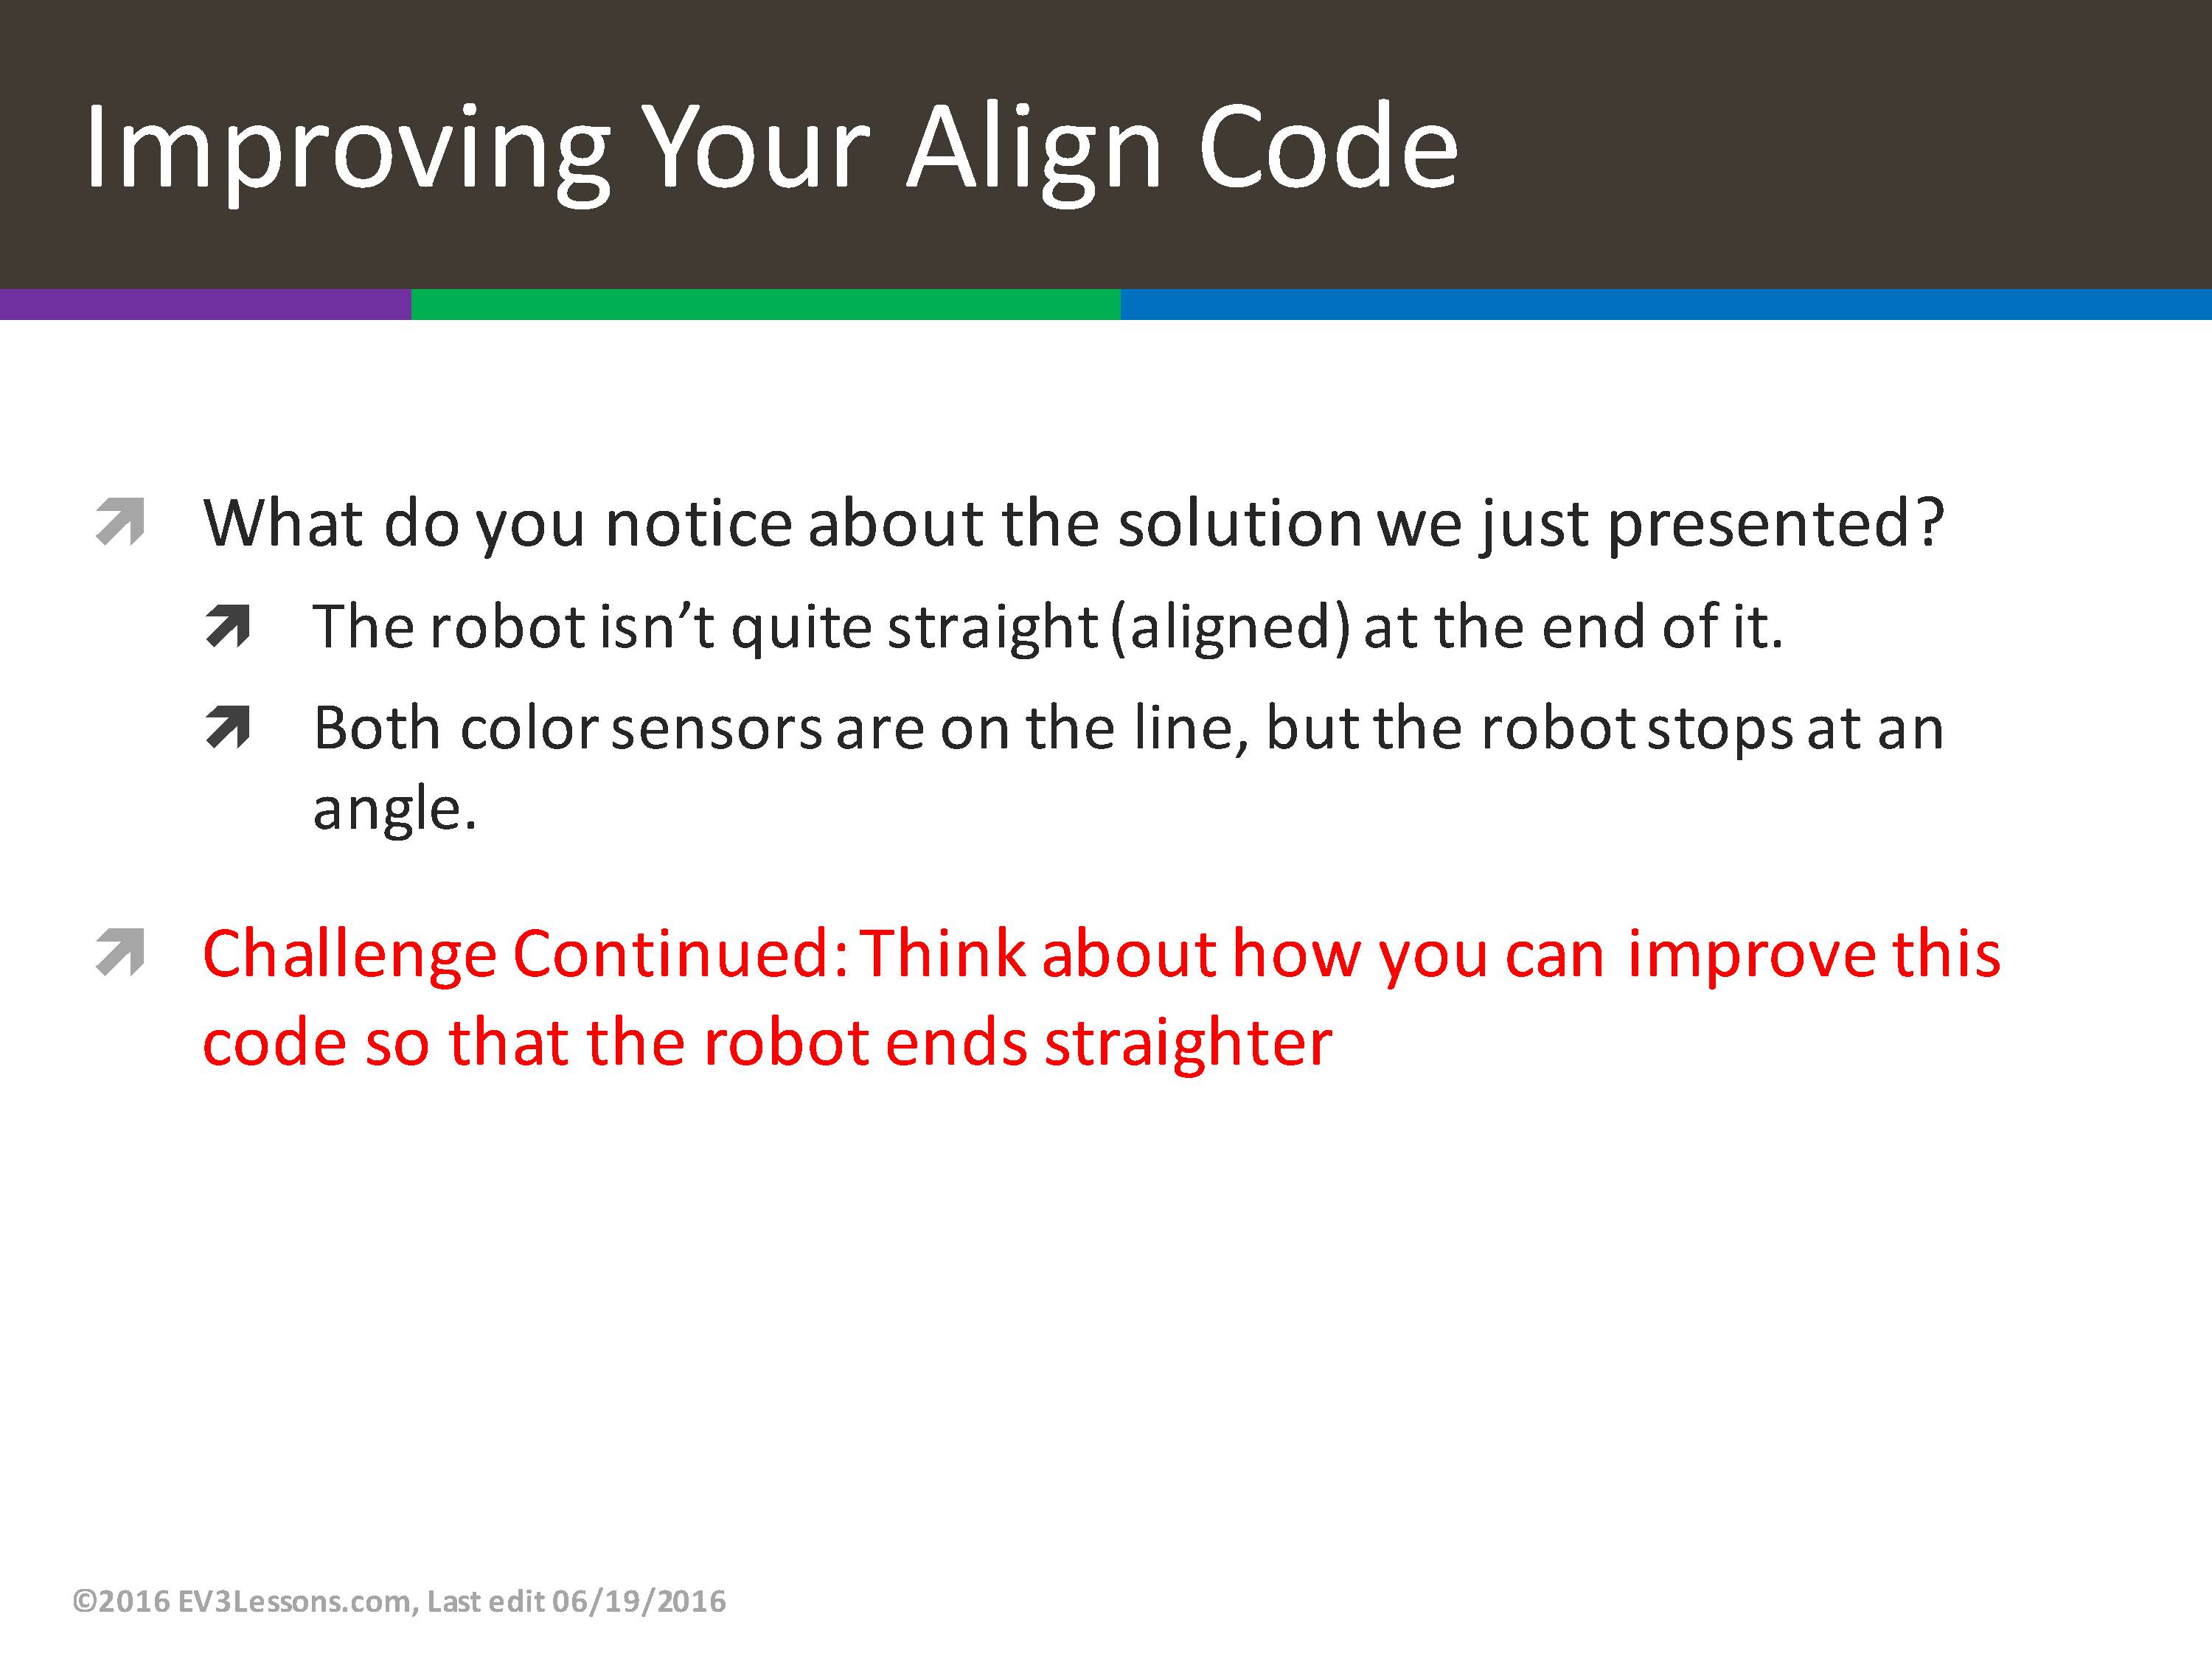 Improving Your Align Code
What do you notice about the solution we just presented?
The robot isn’t quite straight (aligned) at the end of it.
Both color sensors are on the line, but the robot stops at an
angle.
Challenge Continued: Think about how you can improve this
code so that the robot ends straighter
©2016 EV3Lessons.com, Last edit 06/19/2016